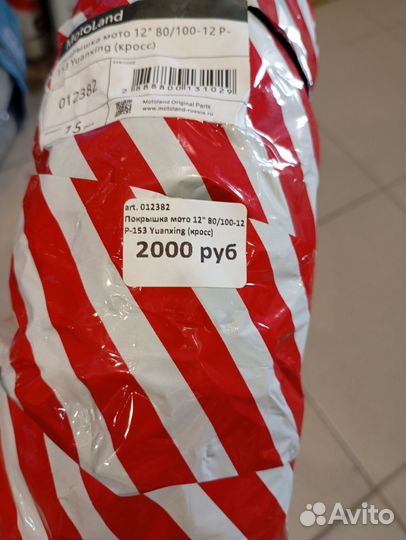 MotoLand
Покрышка мото 12" 80/100-12 P-
153 Yuanxing (кросс)
012382
2888800131029
Motoland Original Parts
www.motoland-russia.ru
art. 012382
Покрышка мото 12" 80/100-12
P-153 Yuanxing (кросс)
2000 руб
Avito